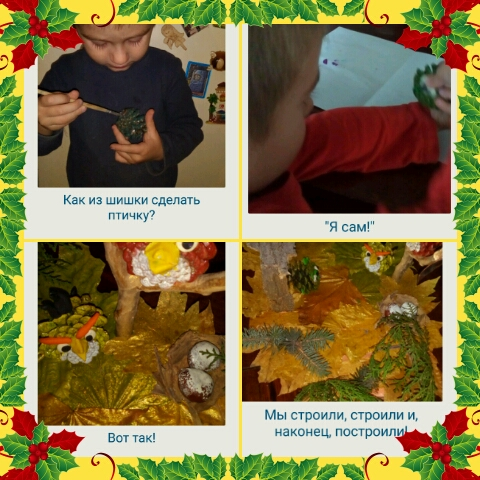 Как из шишки сделать
птичку?
"Я сам!"
Вот так!
Мы строили, строили и,
наконец, построили!